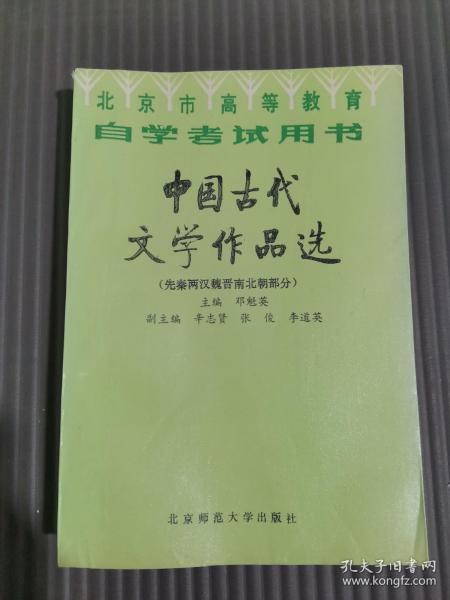 北京市高等教育
自学考试用书
中国古代
文学作品选
(先秦两汉魏晋南北朝部分)
主编 邓魁英
副主编 辛志贤 张俊 李道英
北京师范大学出版社
孔夫子旧书网
www.kongfz.com